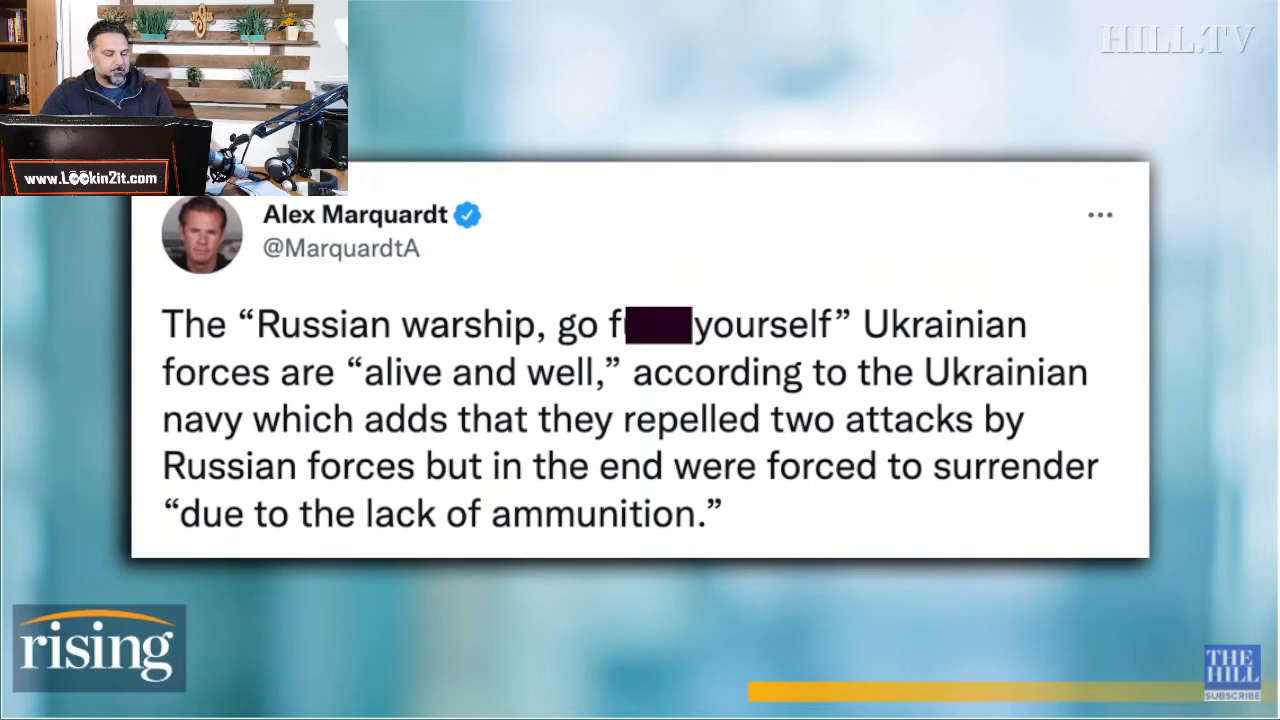 HILL.TV
www.LOOkin2it.com
Alex Marquardt
@MarquardtA
The “Russian warship, go f yourself” Ukrainian
forces are “alive and well,” according to the Ukrainian
navy which adds that they repelled two attacks by
Russian forces but in the end were forced to surrender
“due to the lack of ammunition.”
rising
THE
HILL
SUBSCRIBE